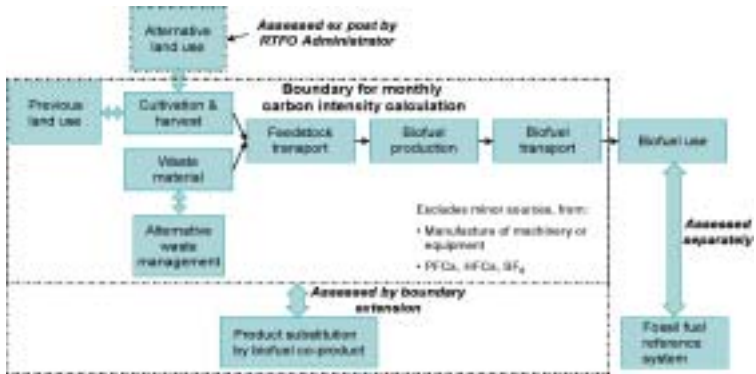 Alternative
land use
Assessed ex post by
RTFO Administrator
Boundary for monthly
carbon intensity calculation
Previous
land use
Cultivation &
harvest
Waste
material
Feedstock
transport
Biofuel
production
Biofuel
transport
Biofuel use
Alternative
waste
management
Excludes minor sources, from:
• Manufacture of machinery or
equipment
• PFCs, HFCs, SF₆
Assessed
separately
Assessed by boundary
extension
Product substitution
by biofuel co-product
Fossil fuel
reference
system